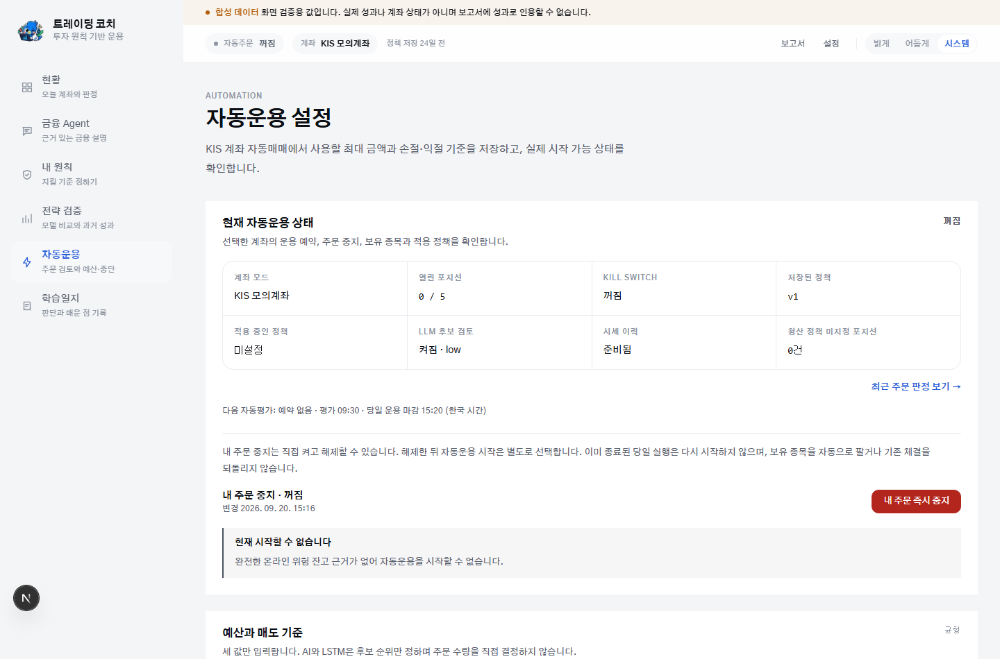 트레이딩 코치
투자 원칙 기반 운용
현황
오늘 계좌와 판정
금융 Agent
근거 있는 금융 설명
내 원칙
지킬 기준 정하기
전략 검증
모델 비교와 과거 성과
자동운용
주문 검토와 예산·중단
학습일지
판단과 배운 점 기록
N
합성 데이터 화면 검증용 값입니다. 실제 성과나 계좌 상태가 아니며 보고서에 성과로 인용할 수 없습니다.
자동주문 꺼짐 계좌 KIS 모의계좌 정책 저장 24일 전 보고서 설정 밝게 어둡게 시스템
AUTOMATION
자동운용 설정
KIS 계좌 자동매매에서 사용할 최대 금액과 손절·익절 기준을 저장하고, 실제 시작 가능 상태를
확인합니다.
현재 자동운용 상태 꺼짐
선택한 계좌의 운용 예약, 주문 중지, 보유 종목과 적용 정책을 확인합니다.
계좌 모드 열린 포지션 KILL SWITCH 저장된 정책
KIS 모의계좌 0 / 5 꺼짐 v1
적용 중인 정책 LLM 후보 검토 시세 이력 청산 정책 미지정 포지션
미설정 켜짐 · low 준비됨 0건
최근 주문 판정 보기 →
다음 자동평가: 예약 없음 · 평가 09:30 · 당일 운용 마감 15:20 (한국 시간)
내 주문 중지는 직접 켜고 해제할 수 있습니다. 해제한 뒤 자동운용 시작은 별도로 선택합니다. 이미 종료된 당일 실행은 다시 시작하지 않으며, 보유 종목을 자동으로 팔거나 기존 체결을
되돌리지 않습니다.
내 주문 중지 · 꺼짐
변경 2026. 09. 20. 15:16
내 주문 즉시 중지
현재 시작할 수 없습니다
완전한 온라인 위험 잔고 근거가 없어 자동운용을 시작할 수 없습니다.
예산과 매도 기준 균형
세 값만 입력합니다. AI와 LSTM은 후보 순위만 정하며 주문 수량을 직접 결정하지 않습니다.